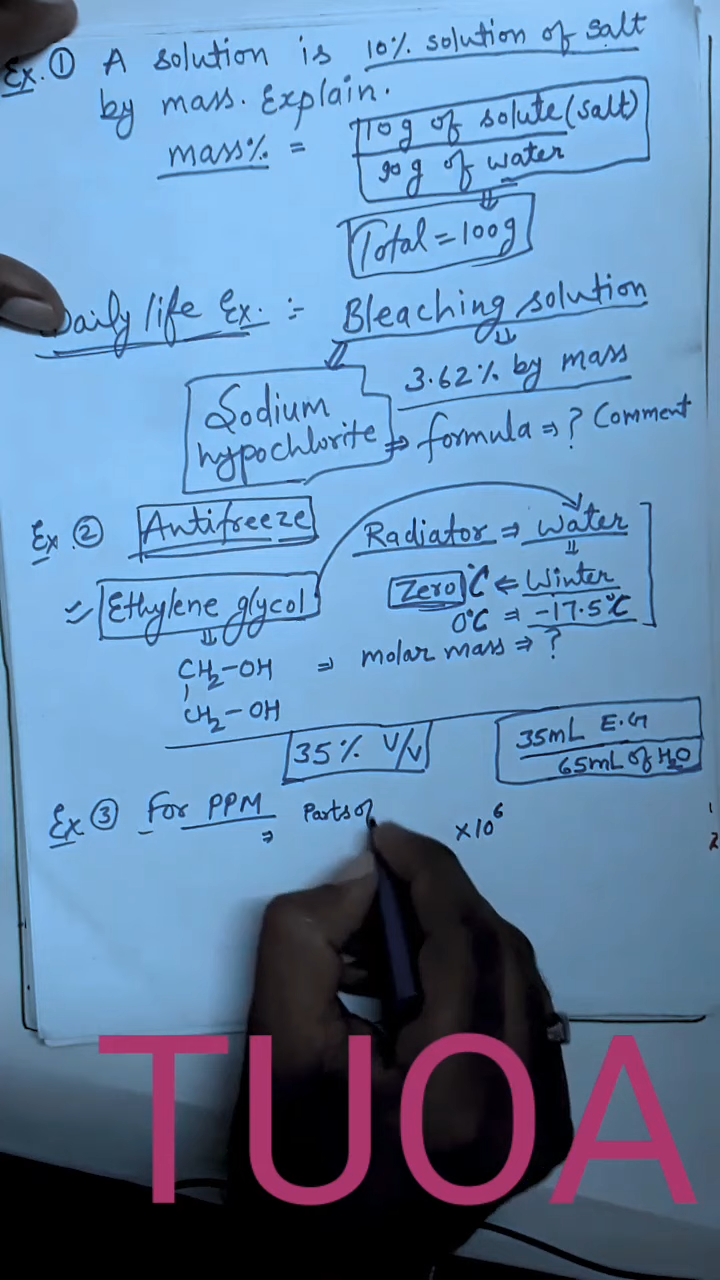 Ex. ① A solution is 10% solution of salt
by mass. Explain.
mass% = 10g of solute (salt)
90g of water
⇓
Total = 100g
Daily life Ex. :- Bleaching solution
⇓
3.62% by mass
Sodium
hypochlorite ⇒ formula ⇒ ? Comment
Ex ② Antifreeze
Radiator ⇒ water
⇓
Zero °C ⇐ Winter
0°C ⇒ -17.5°C
Ethylene glycol
⇓
CH₂-OH ⇒ molar mass ⇒ ?
CH₂-OH
35% V/V
35mL E.G
65mL of H₂O
Ex ③ For PPM Parts of ×10⁶
⇒
1
2
TUOA